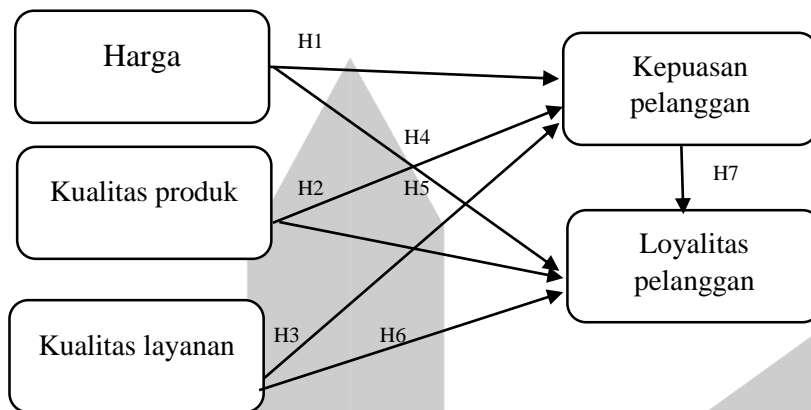 H1
Harga
Kepuasan
pelanggan
H4
H2
H5
Kualitas produk
H7
Loyalitas
pelanggan
H3
H6
Kualitas layanan